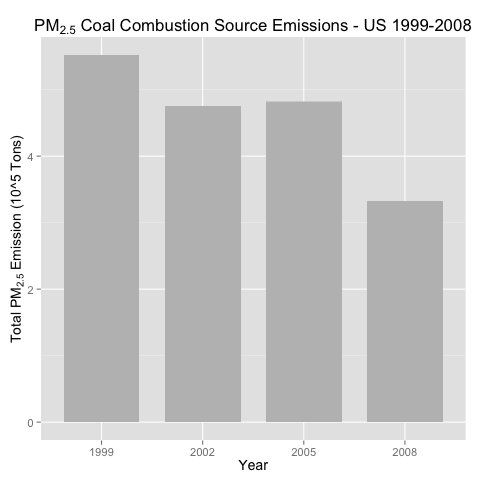 PM2.5 Coal Combustion Source Emissions - US 1999-2008
Total PM2.5 Emission (10^5 Tons)
4
2
0
1999 2002 2005 2008
Year